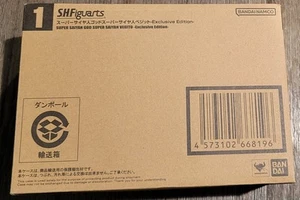 1
S.H.Figuarts
BANDAI NAMCO
スーパーサイヤ人ゴッドスーパーサイヤ人ベジット-Exclusive Edition-
SUPER SAIYAN GOD SUPER SAIYAN VEGITO -Exclusive Edition-
ダンボール
輸送箱
4 573102 668196
BAN
DAI